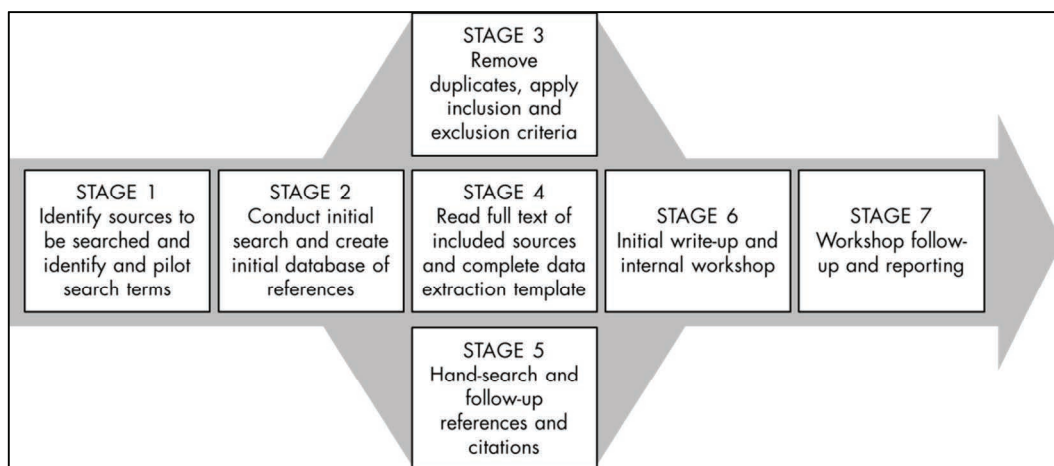 STAGE 1
Identify sources to
be searched and
identify and pilot
search terms
STAGE 2
Conduct initial
search and create
initial database of
references
STAGE 3
Remove
duplicates, apply
inclusion and
exclusion criteria
STAGE 4
Read full text of
included sources
and complete data
extraction template
STAGE 5
Hand-search and
follow-up
references and
citations
STAGE 6
Initial write-up and
internal workshop
STAGE 7
Workshop follow-
up and reporting